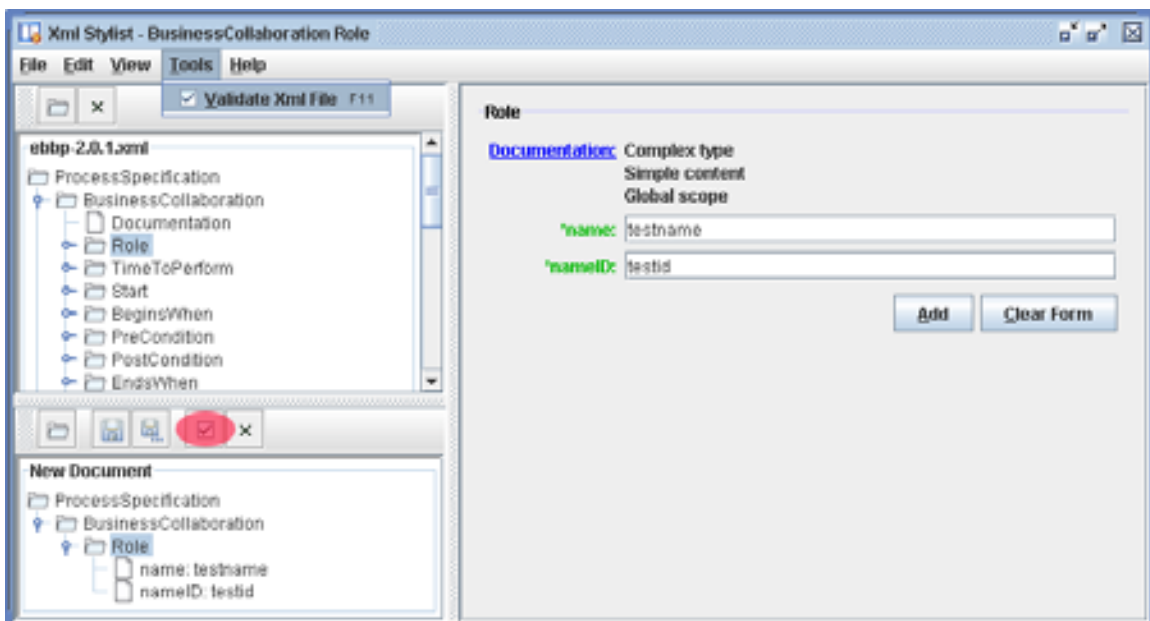 Xml Stylist - BusinessCollaboration Role
File Edit View Tools Help
Validate Xml File F11
ebbp-2.0.1.xml
ProcessSpecification
BusinessCollaboration
Documentation
Role
TimeToPerform
Start
BeginsWhen
PreCondition
PostCondition
EndsWhen
New Document
ProcessSpecification
BusinessCollaboration
Role
name: testname
nameID: testid
Role
Documentation: Complex type
Simple content
Global scope
*name: testname
*nameID: testid
Add Clear Form